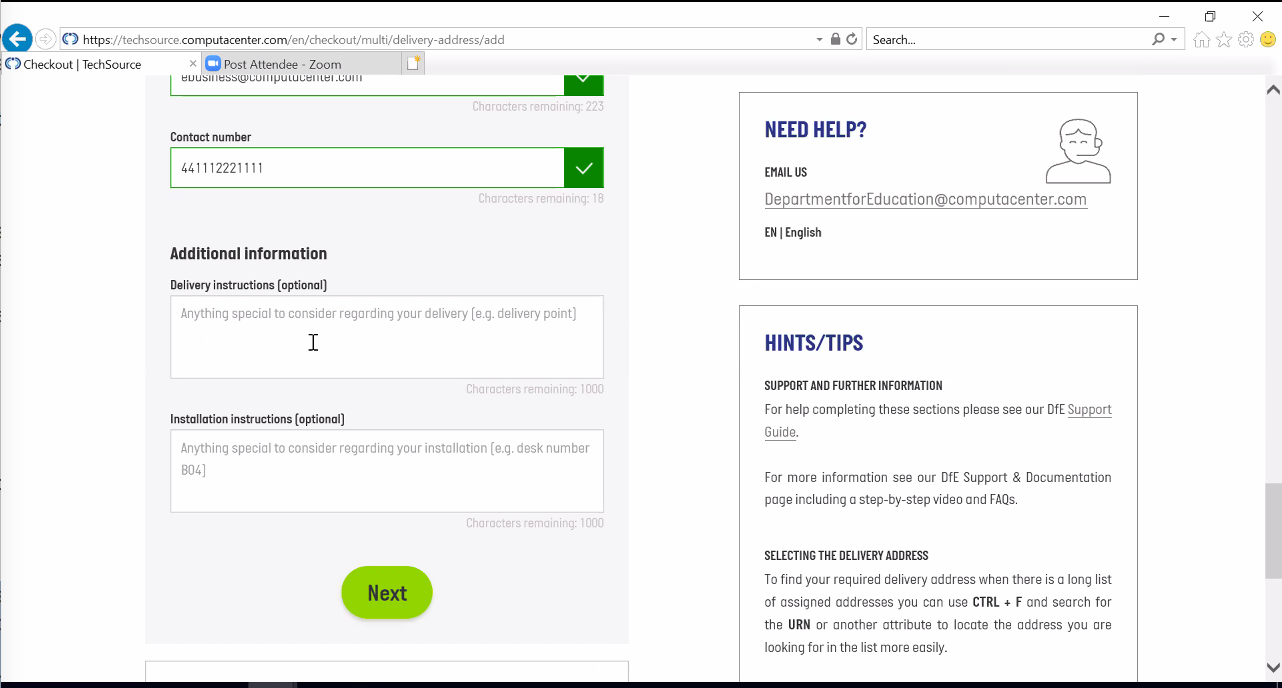 https://techsource.computacenter.com/en/checkout/multi/delivery-address/add
Search...
Checkout | TechSource
Post Attendee - Zoom
ebusiness@computacenter.com
Characters remaining: 223
Contact number
441112221111
Characters remaining: 18
Additional information
Delivery instructions (optional)
Anything special to consider regarding your delivery (e.g. delivery point)
Characters remaining: 1000
Installation instructions (optional)
Anything special to consider regarding your installation (e.g. desk number
B04)
Characters remaining: 1000
Next
NEED HELP?
EMAIL US
DepartmentforEducation@computacenter.com
EN | English
HINTS/TIPS
SUPPORT AND FURTHER INFORMATION
For help completing these sections please see our DfE Support
Guide.
For more information see our DfE Support & Documentation
page including a step-by-step video and FAQs.
SELECTING THE DELIVERY ADDRESS
To find your required delivery address when there is a long list
of assigned addresses you can use CTRL + F and search for
the URN or another attribute to locate the address you are
looking for in the list more easily.